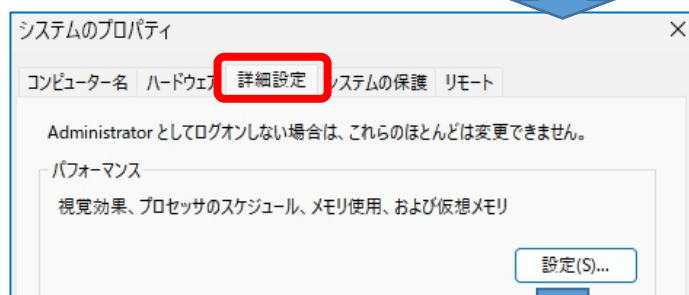 システムのプロパティ
コンピューター名 ハードウェア 詳細設定 システムの保護 リモート
Administrator としてログオンしない場合は、これらのほとんどは変更できません。
パフォーマンス
視覚効果、プロセッサのスケジュール、メモリ使用、および仮想メモリ
設定(S)...